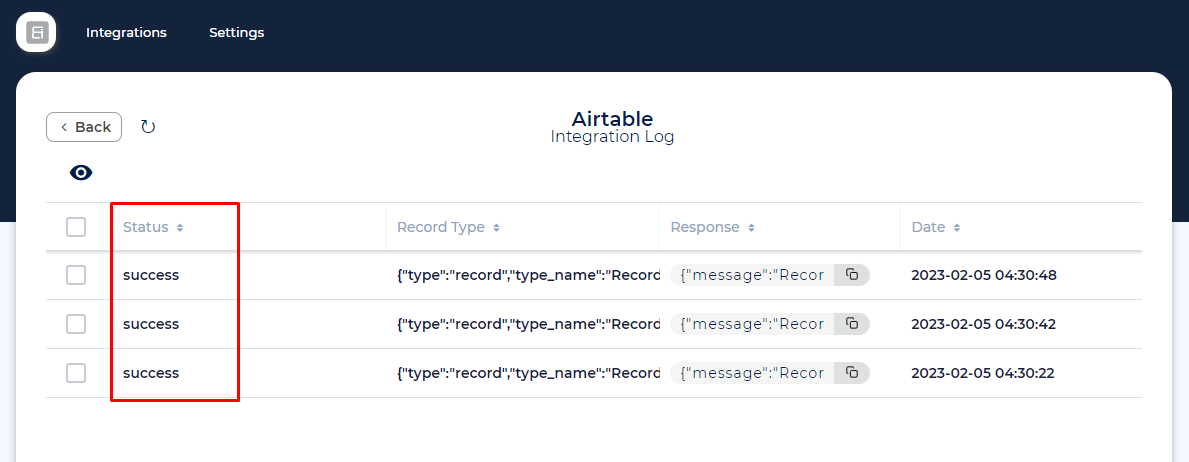 Integrations Settings
Back
Airtable
Integration Log
Status Record Type Response Date
success {"type":"record","type_name":"Record {"message":"Recor 2023-02-05 04:30:48
success {"type":"record","type_name":"Record {"message":"Recor 2023-02-05 04:30:42
success {"type":"record","type_name":"Record {"message":"Recor 2023-02-05 04:30:22